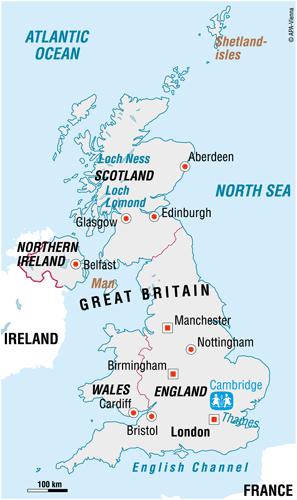 © APA-Vienna
ATLANTIC
OCEAN
Shetland-
isles
Loch Ness
Aberdeen
SCOTLAND
Loch
Lomond
NORTH SEA
Glasgow
Edinburgh
NORTHERN
IRELAND
Belfast
Man
GREAT BRITAIN
Manchester
IRELAND
Nottingham
Birmingham
WALES
ENGLAND
Cambridge
Cardiff
Thames
Bristol
London
English Channel
100 km
FRANCE